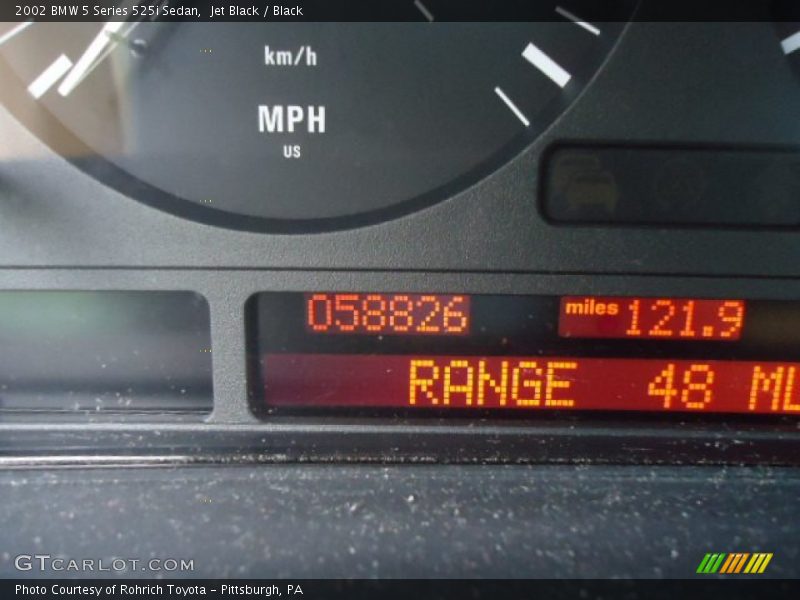 2002 BMW 5 Series 525i Sedan, Jet Black / Black
km/h
MPH
US
058826 miles 121.9
RANGE 48 ML
GTCARLOT.COM
Photo Courtesy of Rohrich Toyota - Pittsburgh, PA